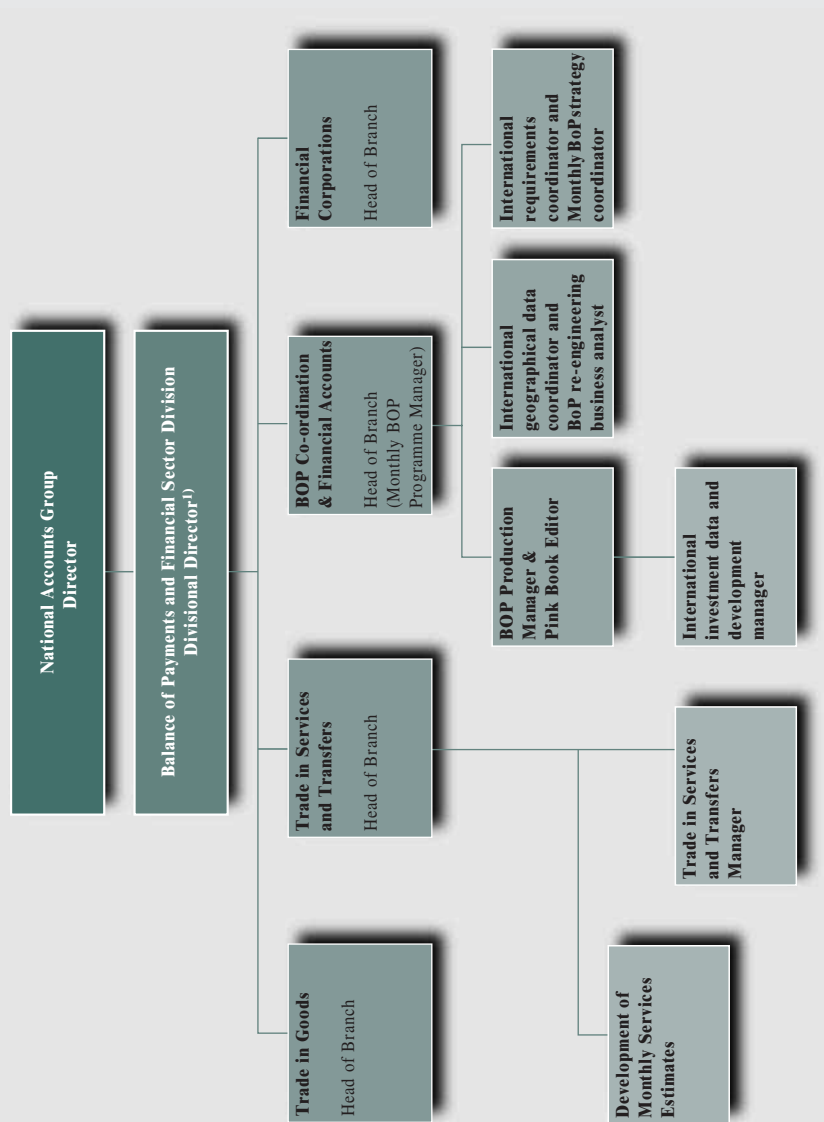 National Accounts Group
Director
Balance of Payments and Financial Sector Division
Divisional Director1)
Trade in Goods
Head of Branch
Trade in Services
and Transfers
Head of Branch
BOP Co-ordination
& Financial Accounts
Head of Branch
(Monthly BOP
Programme Manager)
Financial
Corporations
Head of Branch
BOP Production
Manager &
Pink Book Editor
International
geographical data
coordinator and
BoP re-engineering
business analyst
International
requirements
coordinator and
Monthly BoPstrategy
coordinator
Development of
Monthly Services
Estimates
Trade in Services
and Transfers
Manager
International
investment data and
development
manager